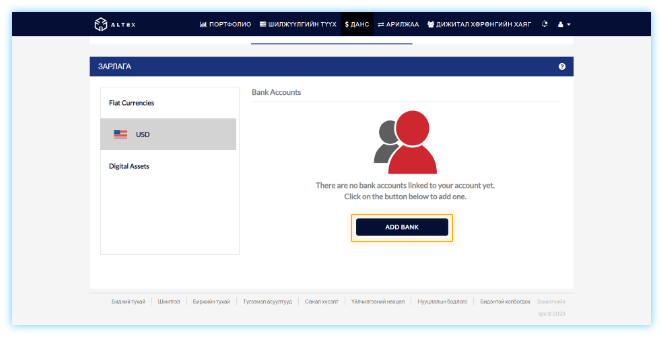 ALTEX
ПОРТФОЛИО ШИЛЖҮҮЛГИЙН ТҮҮХ $ ДАНС АРИЛЖАА ДИЖИТАЛ ХӨРӨНГИЙН ХАЯГ
ЗАРЛАГА
Fiat Currencies
USD
Digital Assets
Bank Accounts
There are no bank accounts linked to your account yet.
Click on the button below to add one.
ADD BANK
Бидний тухай Шимтгэл Биржийн тухай Түгээмэл асуултууд Санал хүсэлт Үйлчилгээний нөхцөл Нууцлалын бодлого Бидэнтэй холбогдох
2023